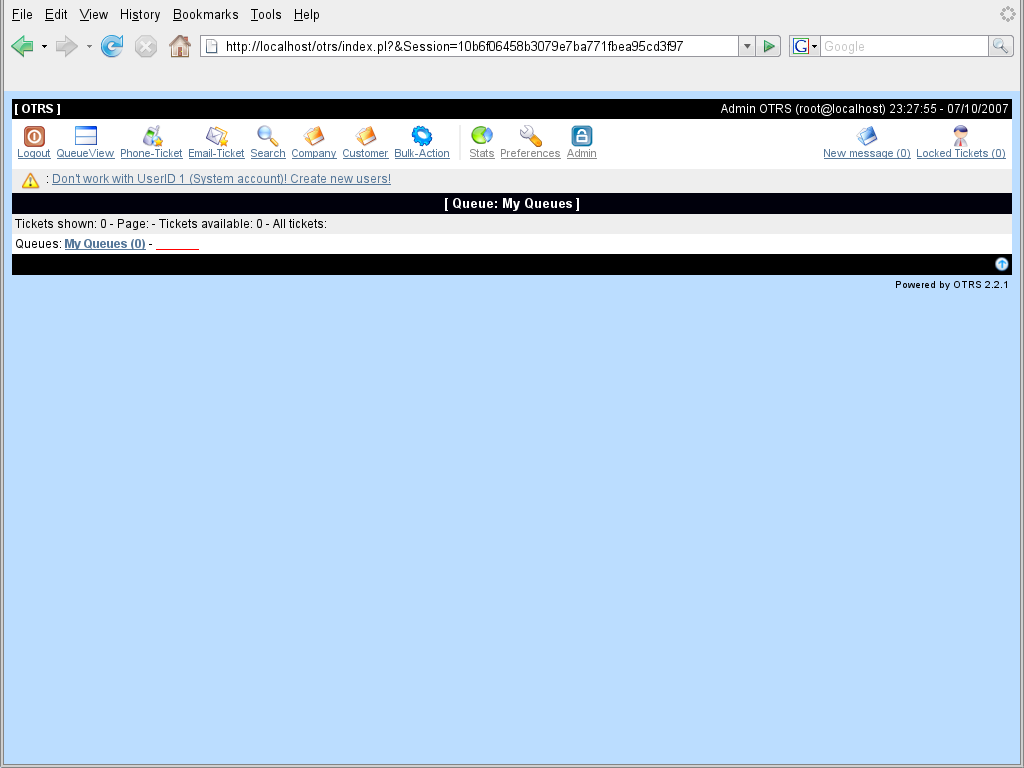 File Edit View History Bookmarks Tools Help
http://localhost/otrs/index.pl?&Session=10b6f06458b3079e7ba771fbea95cd3f97 G Google
[ OTRS ] Admin OTRS (root@localhost) 23:27:55 - 07/10/2007
Logout QueueView Phone-Ticket Email-Ticket Search Company Customer Bulk-Action Stats Preferences Admin New message (0) Locked Tickets (0)
: Don't work with UserID 1 (System account)! Create new users!
[ Queue: My Queues ]
Tickets shown: 0 - Page: - Tickets available: 0 - All tickets:
Queues: My Queues (0) - ______
Powered by OTRS 2.2.1